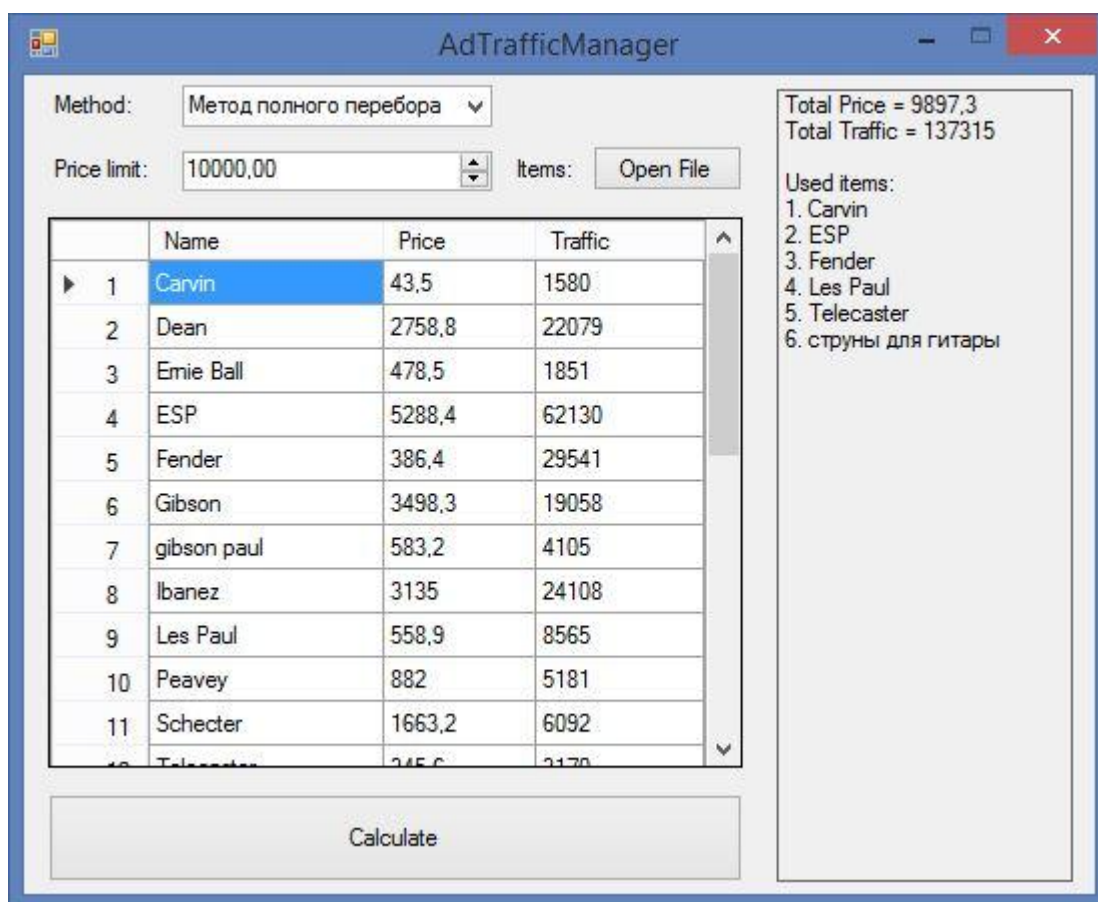 AdTrafficManager
Method: Метод полного перебора
Price limit: 10000,00 Items: Open File
Name Price Traffic
1 Carvin 43,5 1580
2 Dean 2758,8 22079
3 Ernie Ball 478,5 1851
4 ESP 5288,4 62130
5 Fender 386,4 29541
6 Gibson 3498,3 19058
7 gibson paul 583,2 4105
8 Ibanez 3135 24108
9 Les Paul 558,9 8565
10 Peavey 882 5181
11 Schecter 1663,2 6092
Telecaster
Calculate
Total Price = 9897,3
Total Traffic = 137315
Used items:
1. Carvin
2. ESP
3. Fender
4. Les Paul
5. Telecaster
6. струны для гитары